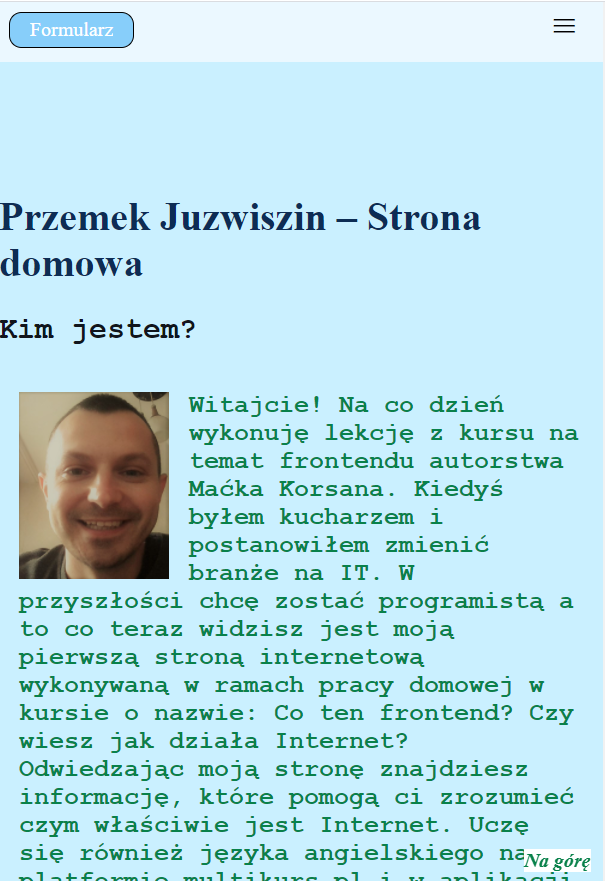 Formularz
Przemek Juzwiszin – Strona
domowa
Kim jestem?
Witajcie! Na co dzień
wykonuję lekcję z kursu na
temat frontendu autorstwa
Maćka Korsana. Kiedyś
byłem kucharzem i
postanowiłem zmienić
branże na IT. W
przyszłości chcę zostać programistą a
to co teraz widzisz jest moją
pierwszą stroną internetową
wykonywaną w ramach pracy domowej w
kursie o nazwie: Co ten frontend? Czy
wiesz jak działa Internet?
Odwiedzając moją stronę znajdziesz
informację, które pomogą ci zrozumieć
czym właściwie jest Internet. Uczę
się również języka angielskiego na
Na górę
platformie multikurs.pl i w aplikacji